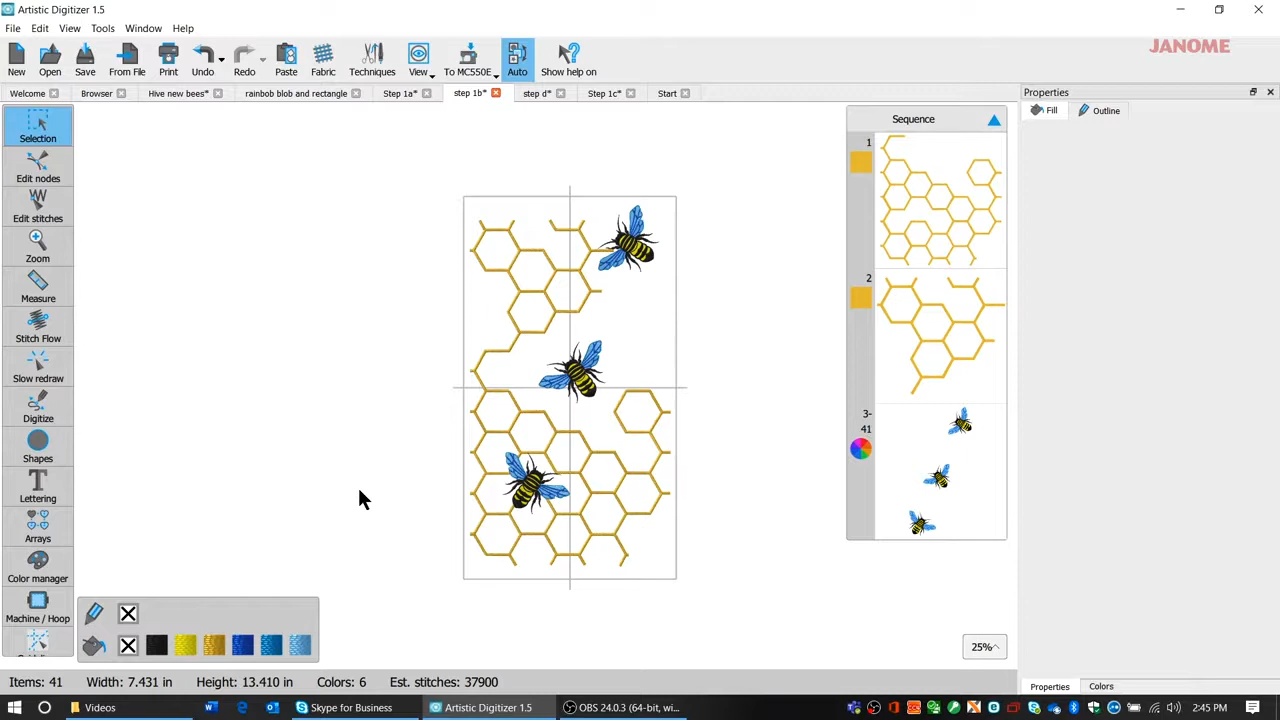 Artistic Digitizer 1.5
File Edit View Tools Window Help
New Open Save From File Print Undo Redo Paste Fabric Techniques View To MC550E Auto Show help on
JANOME
Welcome Browser Hive new bees* rainbob blob and rectangle Step 1a* step 1b* step d* Step 1c* Start
Properties
Fill Outline
Selection
Edit nodes
Edit stitches
Zoom
Measure
Stitch Flow
Slow redraw
Digitize
Shapes
Lettering
Arrays
Color manager
Machine / Hoop
Sequence
1
2
3-
41
25%
Items: 41 Width: 7.431 in Height: 13.410 in Colors: 6 Est. stitches: 37900
Properties Colors
Videos Skype for Business Artistic Digitizer 1.5 OBS 24.0.3 (64-bit, wi... 2:45 PM